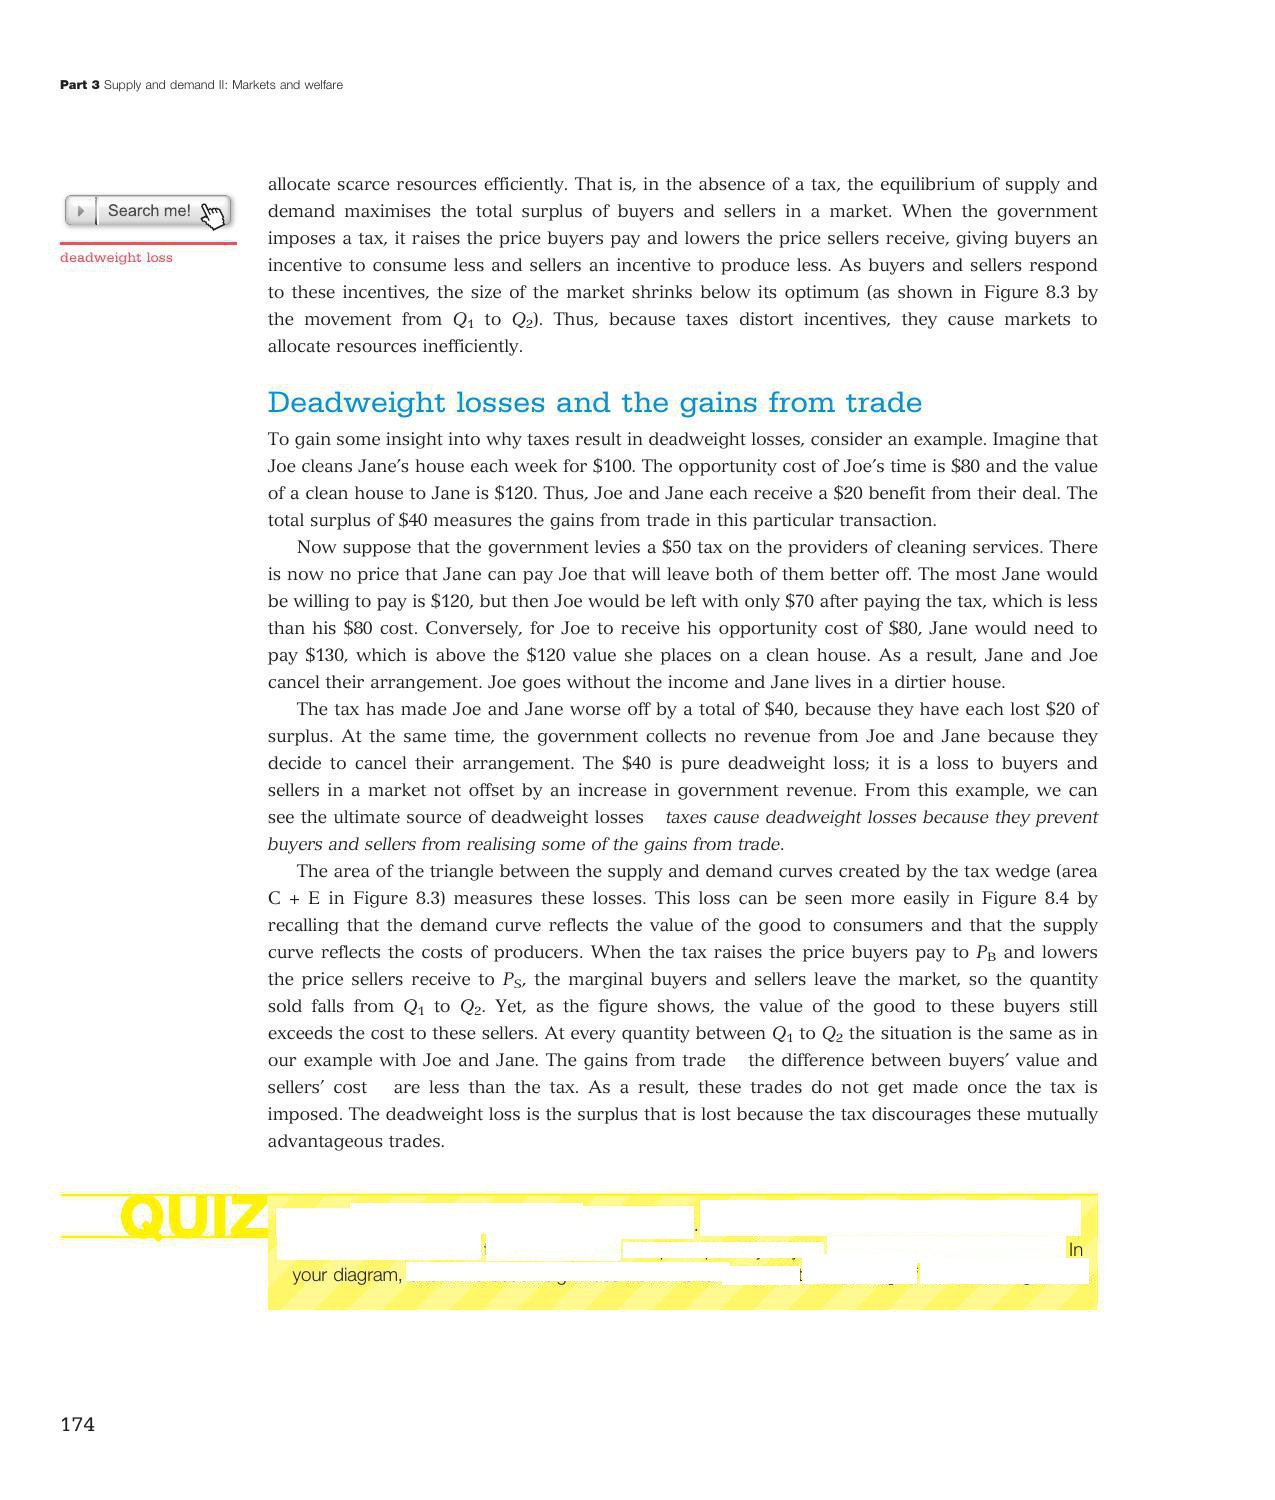 Part 3 Supply and demand II: Markets and welfare
Search me!
deadweight loss
allocate scarce resources efficiently. That is, in the absence of a tax, the equilibrium of supply and
demand maximises the total surplus of buyers and sellers in a market. When the government
imposes a tax, it raises the price buyers pay and lowers the price sellers receive, giving buyers an
incentive to consume less and sellers an incentive to produce less. As buyers and sellers respond
to these incentives, the size of the market shrinks below its optimum (as shown in Figure 8.3 by
the movement from Q1 to Q2). Thus, because taxes distort incentives, they cause markets to
allocate resources inefficiently.
Deadweight losses and the gains from trade
To gain some insight into why taxes result in deadweight losses, consider an example. Imagine that
Joe cleans Jane's house each week for $100. The opportunity cost of Joe's time is $80 and the value
of a clean house to Jane is $120. Thus, Joe and Jane each receive a $20 benefit from their deal. The
total surplus of $40 measures the gains from trade in this particular transaction.
Now suppose that the government levies a $50 tax on the providers of cleaning services. There
is now no price that Jane can pay Joe that will leave both of them better off. The most Jane would
be willing to pay is $120, but then Joe would be left with only $70 after paying the tax, which is less
than his $80 cost. Conversely, for Joe to receive his opportunity cost of $80, Jane would need to
pay $130, which is above the $120 value she places on a clean house. As a result, Jane and Joe
cancel their arrangement. Joe goes without the income and Jane lives in a dirtier house.
The tax has made Joe and Jane worse off by a total of $40, because they have each lost $20 of
surplus. At the same time, the government collects no revenue from Joe and Jane because they
decide to cancel their arrangement. The $40 is pure deadweight loss; it is a loss to buyers and
sellers in a market not offset by an increase in government revenue. From this example, we can
see the ultimate source of deadweight losses taxes cause deadweight losses because they prevent
buyers and sellers from realising some of the gains from trade.
The area of the triangle between the supply and demand curves created by the tax wedge (area
C + E in Figure 8.3) measures these losses. This loss can be seen more easily in Figure 8.4 by
recalling that the demand curve reflects the value of the good to consumers and that the supply
curve reflects the costs of producers. When the tax raises the price buyers pay to PB and lowers
the price sellers receive to PS, the marginal buyers and sellers leave the market, so the quantity
sold falls from Q1 to Q2. Yet, as the figure shows, the value of the good to these buyers still
exceeds the cost to these sellers. At every quantity between Q1 to Q2 the situation is the same as in
our example with Joe and Jane. The gains from trade the difference between buyers' value and
sellers' cost are less than the tax. As a result, these trades do not get made once the tax is
imposed. The deadweight loss is the surplus that is lost because the tax discourages these mutually
advantageous trades.
QUIZ
In
your diagram,
174